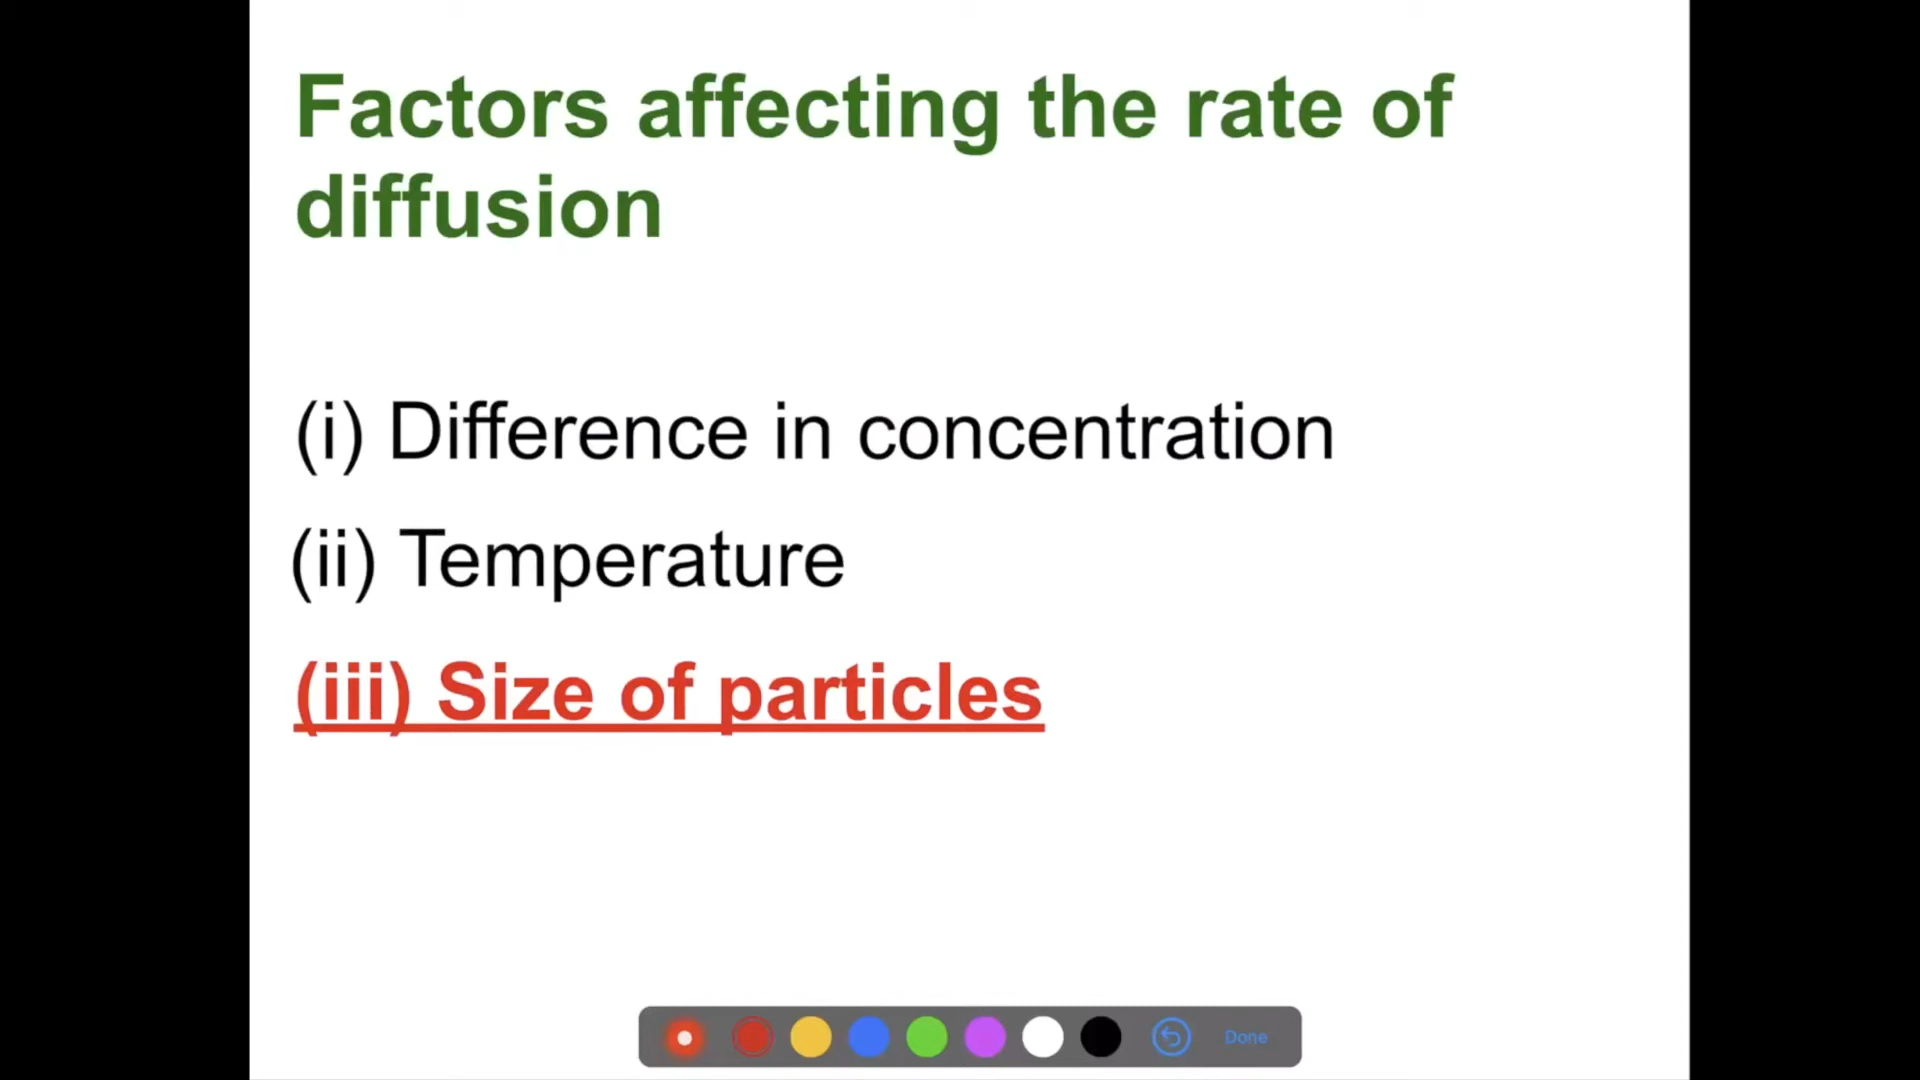 Factors affecting the rate of
diffusion
(i) Difference in concentration
(ii) Temperature
(iii) Size of particles
Done